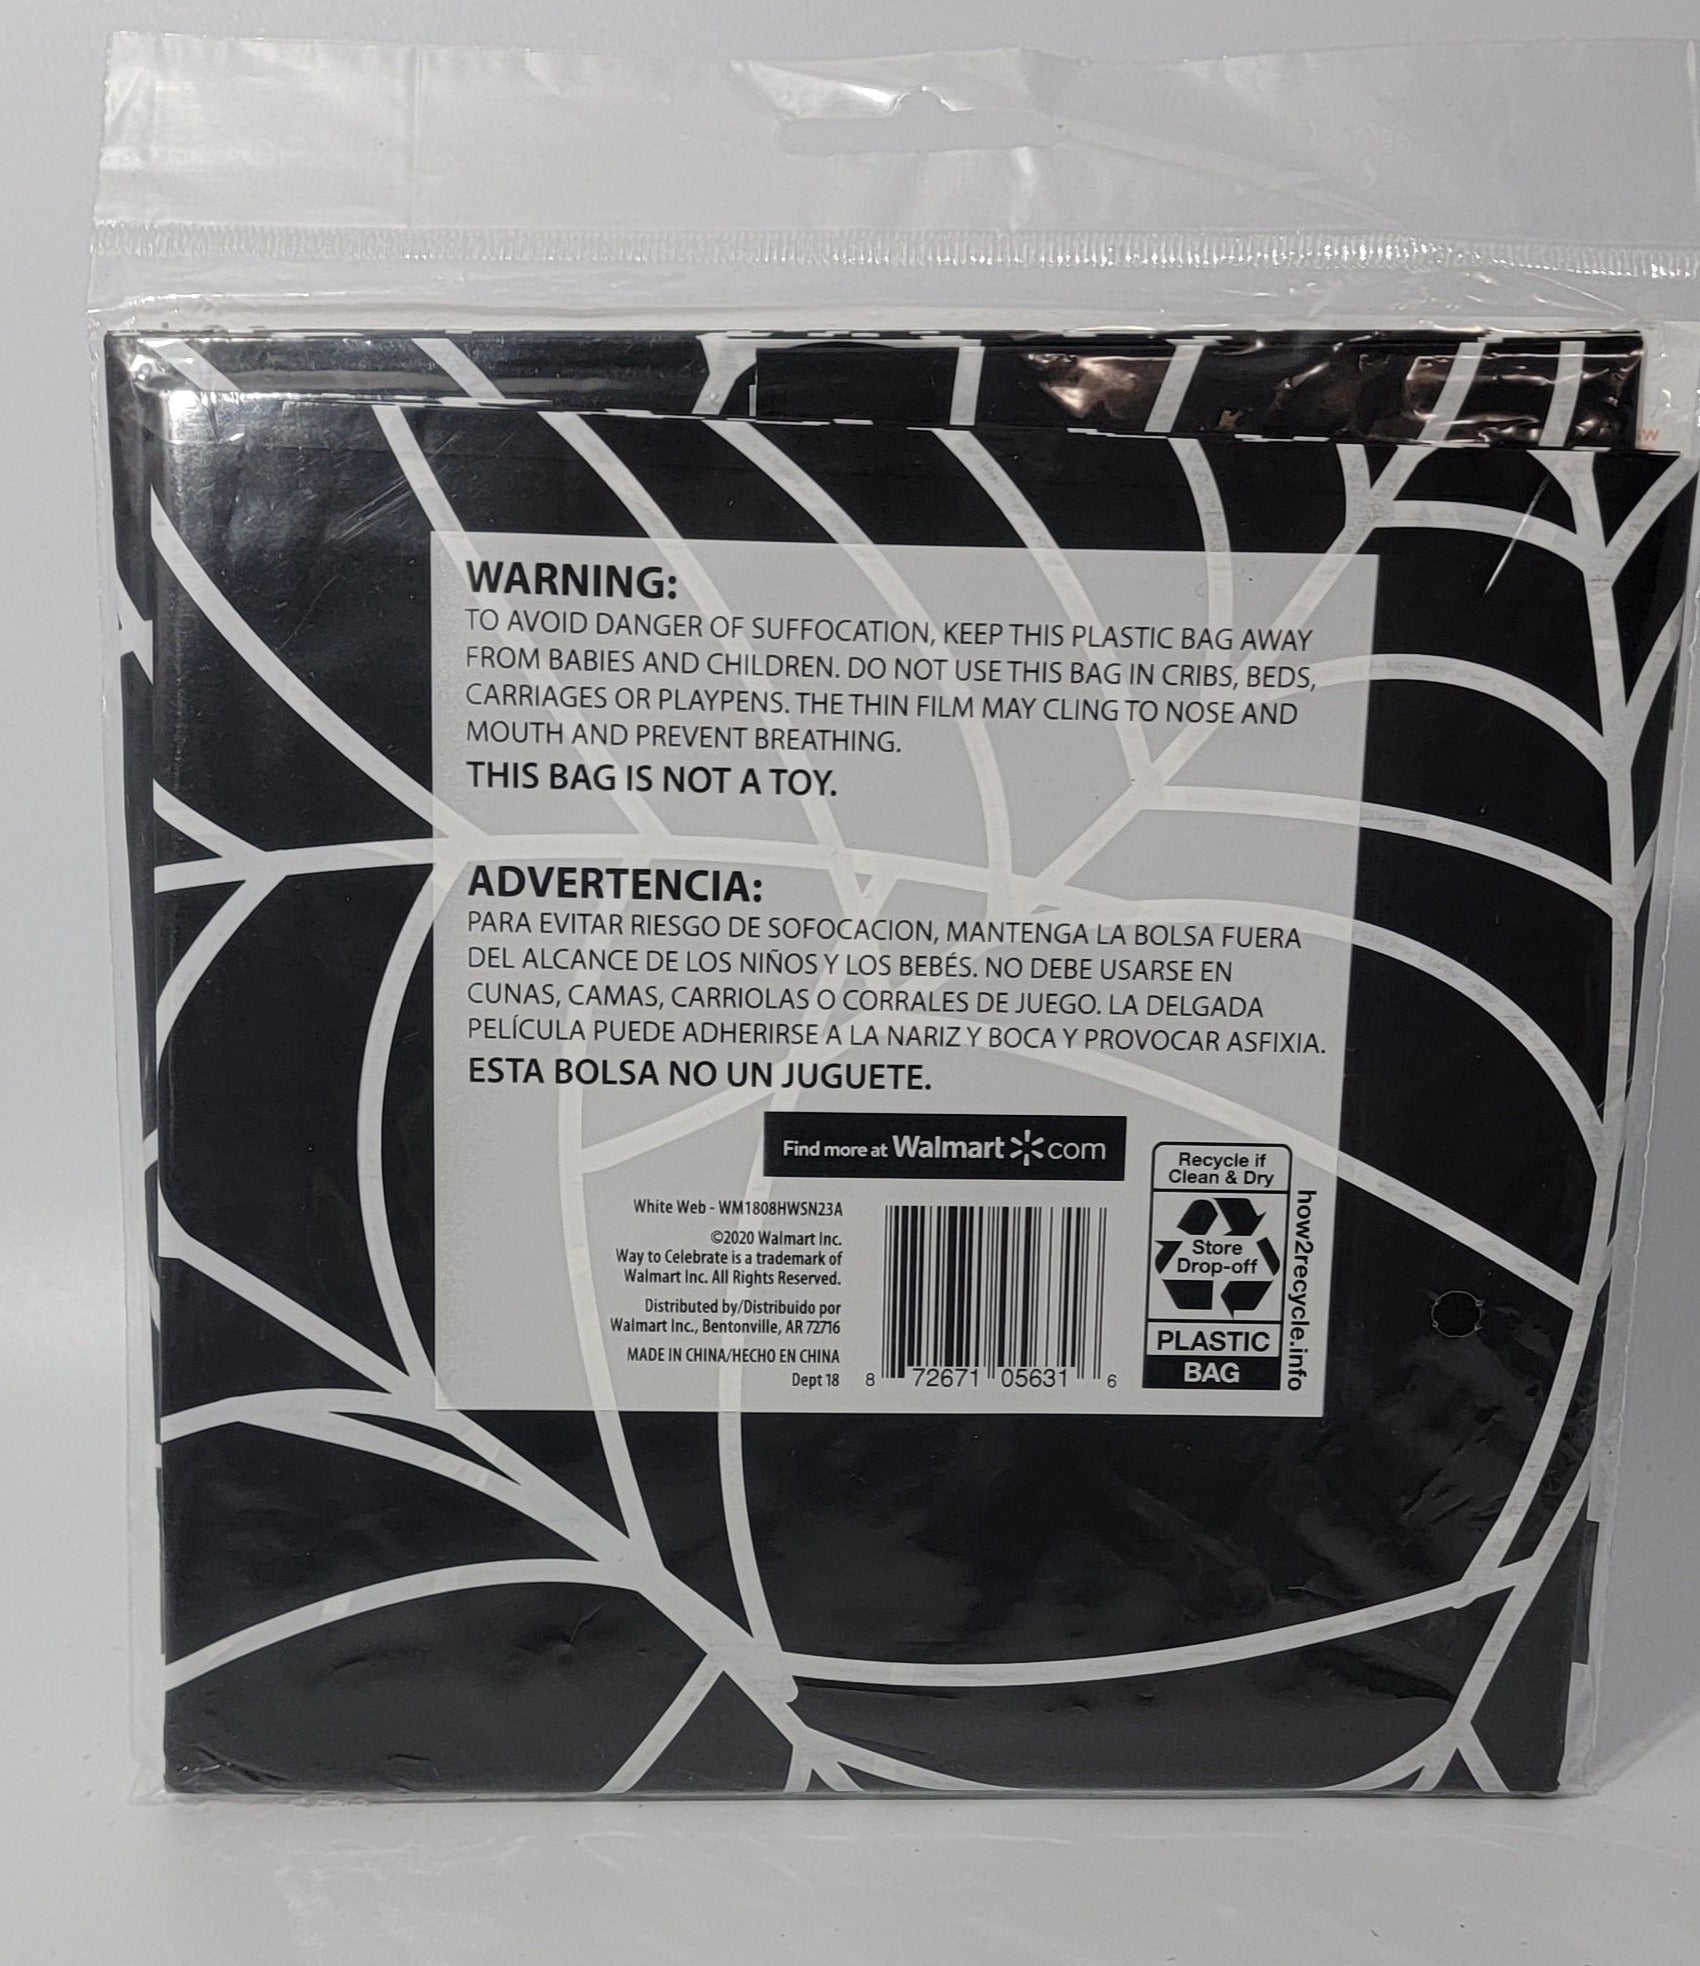 WARNING:
TO AVOID DANGER OF SUFFOCATION, KEEP THIS PLASTIC BAG AWAY
FROM BABIES AND CHILDREN. DO NOT USE THIS BAG IN CRIBS, BEDS,
CARRIAGES OR PLAYPENS. THE THIN FILM MAY CLING TO NOSE AND
MOUTH AND PREVENT BREATHING.
THIS BAG IS NOT A TOY.
ADVERTENCIA:
PARA EVITAR RIESGO DE SOFOCACION, MANTENGA LA BOLSA FUERA
DEL ALCANCE DE LOS NIÑOS Y LOS BEBÉS. NO DEBE USARSE EN
CUNAS, CAMAS, CARRIOLAS O CORRALES DE JUEGO. LA DELGADA
PELÍCULA PUEDE ADHERIRSE A LA NARIZ Y BOCA Y PROVOCAR ASFIXIA.
ESTA BOLSA NO UN JUGUETE.
Find more at Walmart com
White Web - WM1808HWSN23A
©2020 Walmart Inc.
Way to Celebrate is a trademark of
Walmart Inc. All Rights Reserved.
Distributed by/Distribuido por
Walmart Inc., Bentonville, AR 72716
MADE IN CHINA/HECHO EN CHINA
Dept 18
8 72671 05631 6
Recycle if
Clean & Dry
Store
Drop-off
PLASTIC
BAG
how2recycle.info